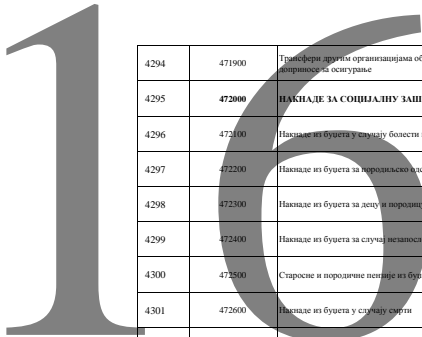 16
4294 471900 Трансфери другим организацијама об
доприносе за осигурање
4295 472000 НАКНАДЕ ЗА СОЦИЈАЛНУ ЗАШ
4296 472100 Накнаде из буџета у случају болести
4297 472200 Накнаде из буџета за породиљско одс
4298 472300 Накнаде из буџета за децу и породицу
4299 472400 Накнаде из буџета за случај незапосл
4300 472500 Старосне и породичне пензије из буџ
4301 472600 Накнаде из буџета у случају смрти